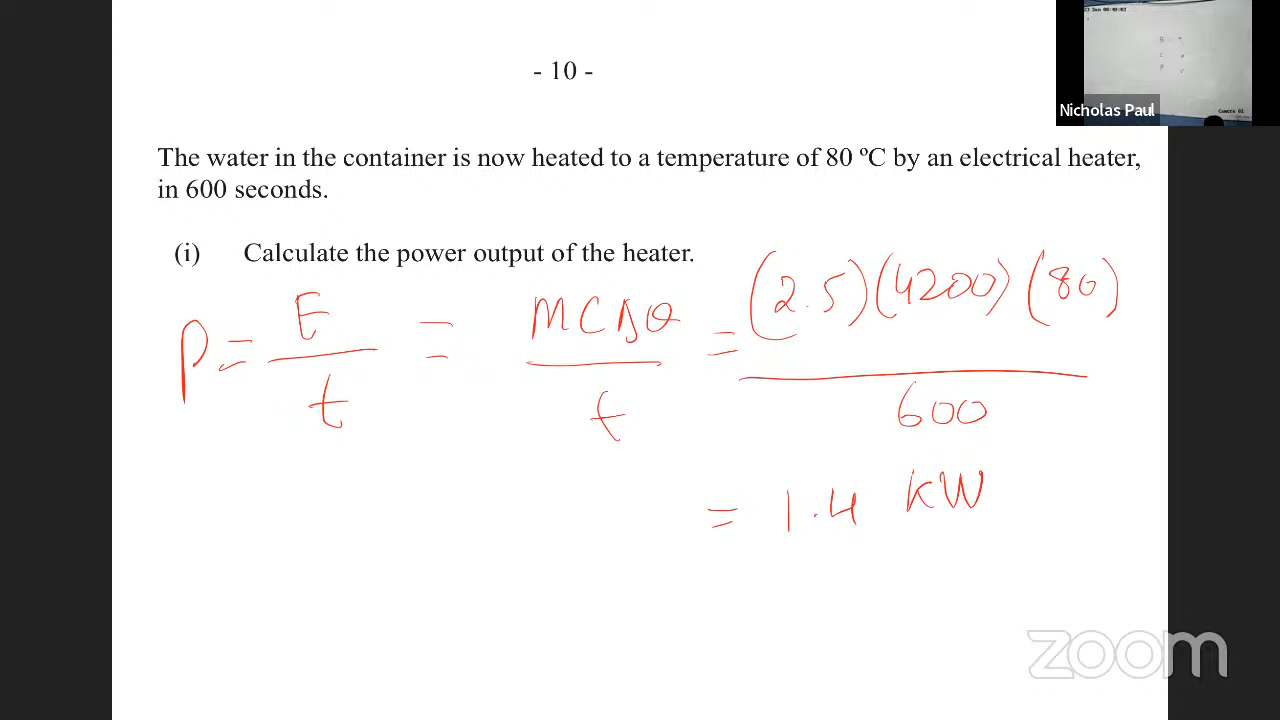 - 10 -
Nicholas Paul
The water in the container is now heated to a temperature of 80 ºC by an electrical heater,
in 600 seconds.
(i) Calculate the power output of the heater.
P = E/t = MCΔθ/t = (2.5)(4200)(80)/600
= 1.4 KW
zoom